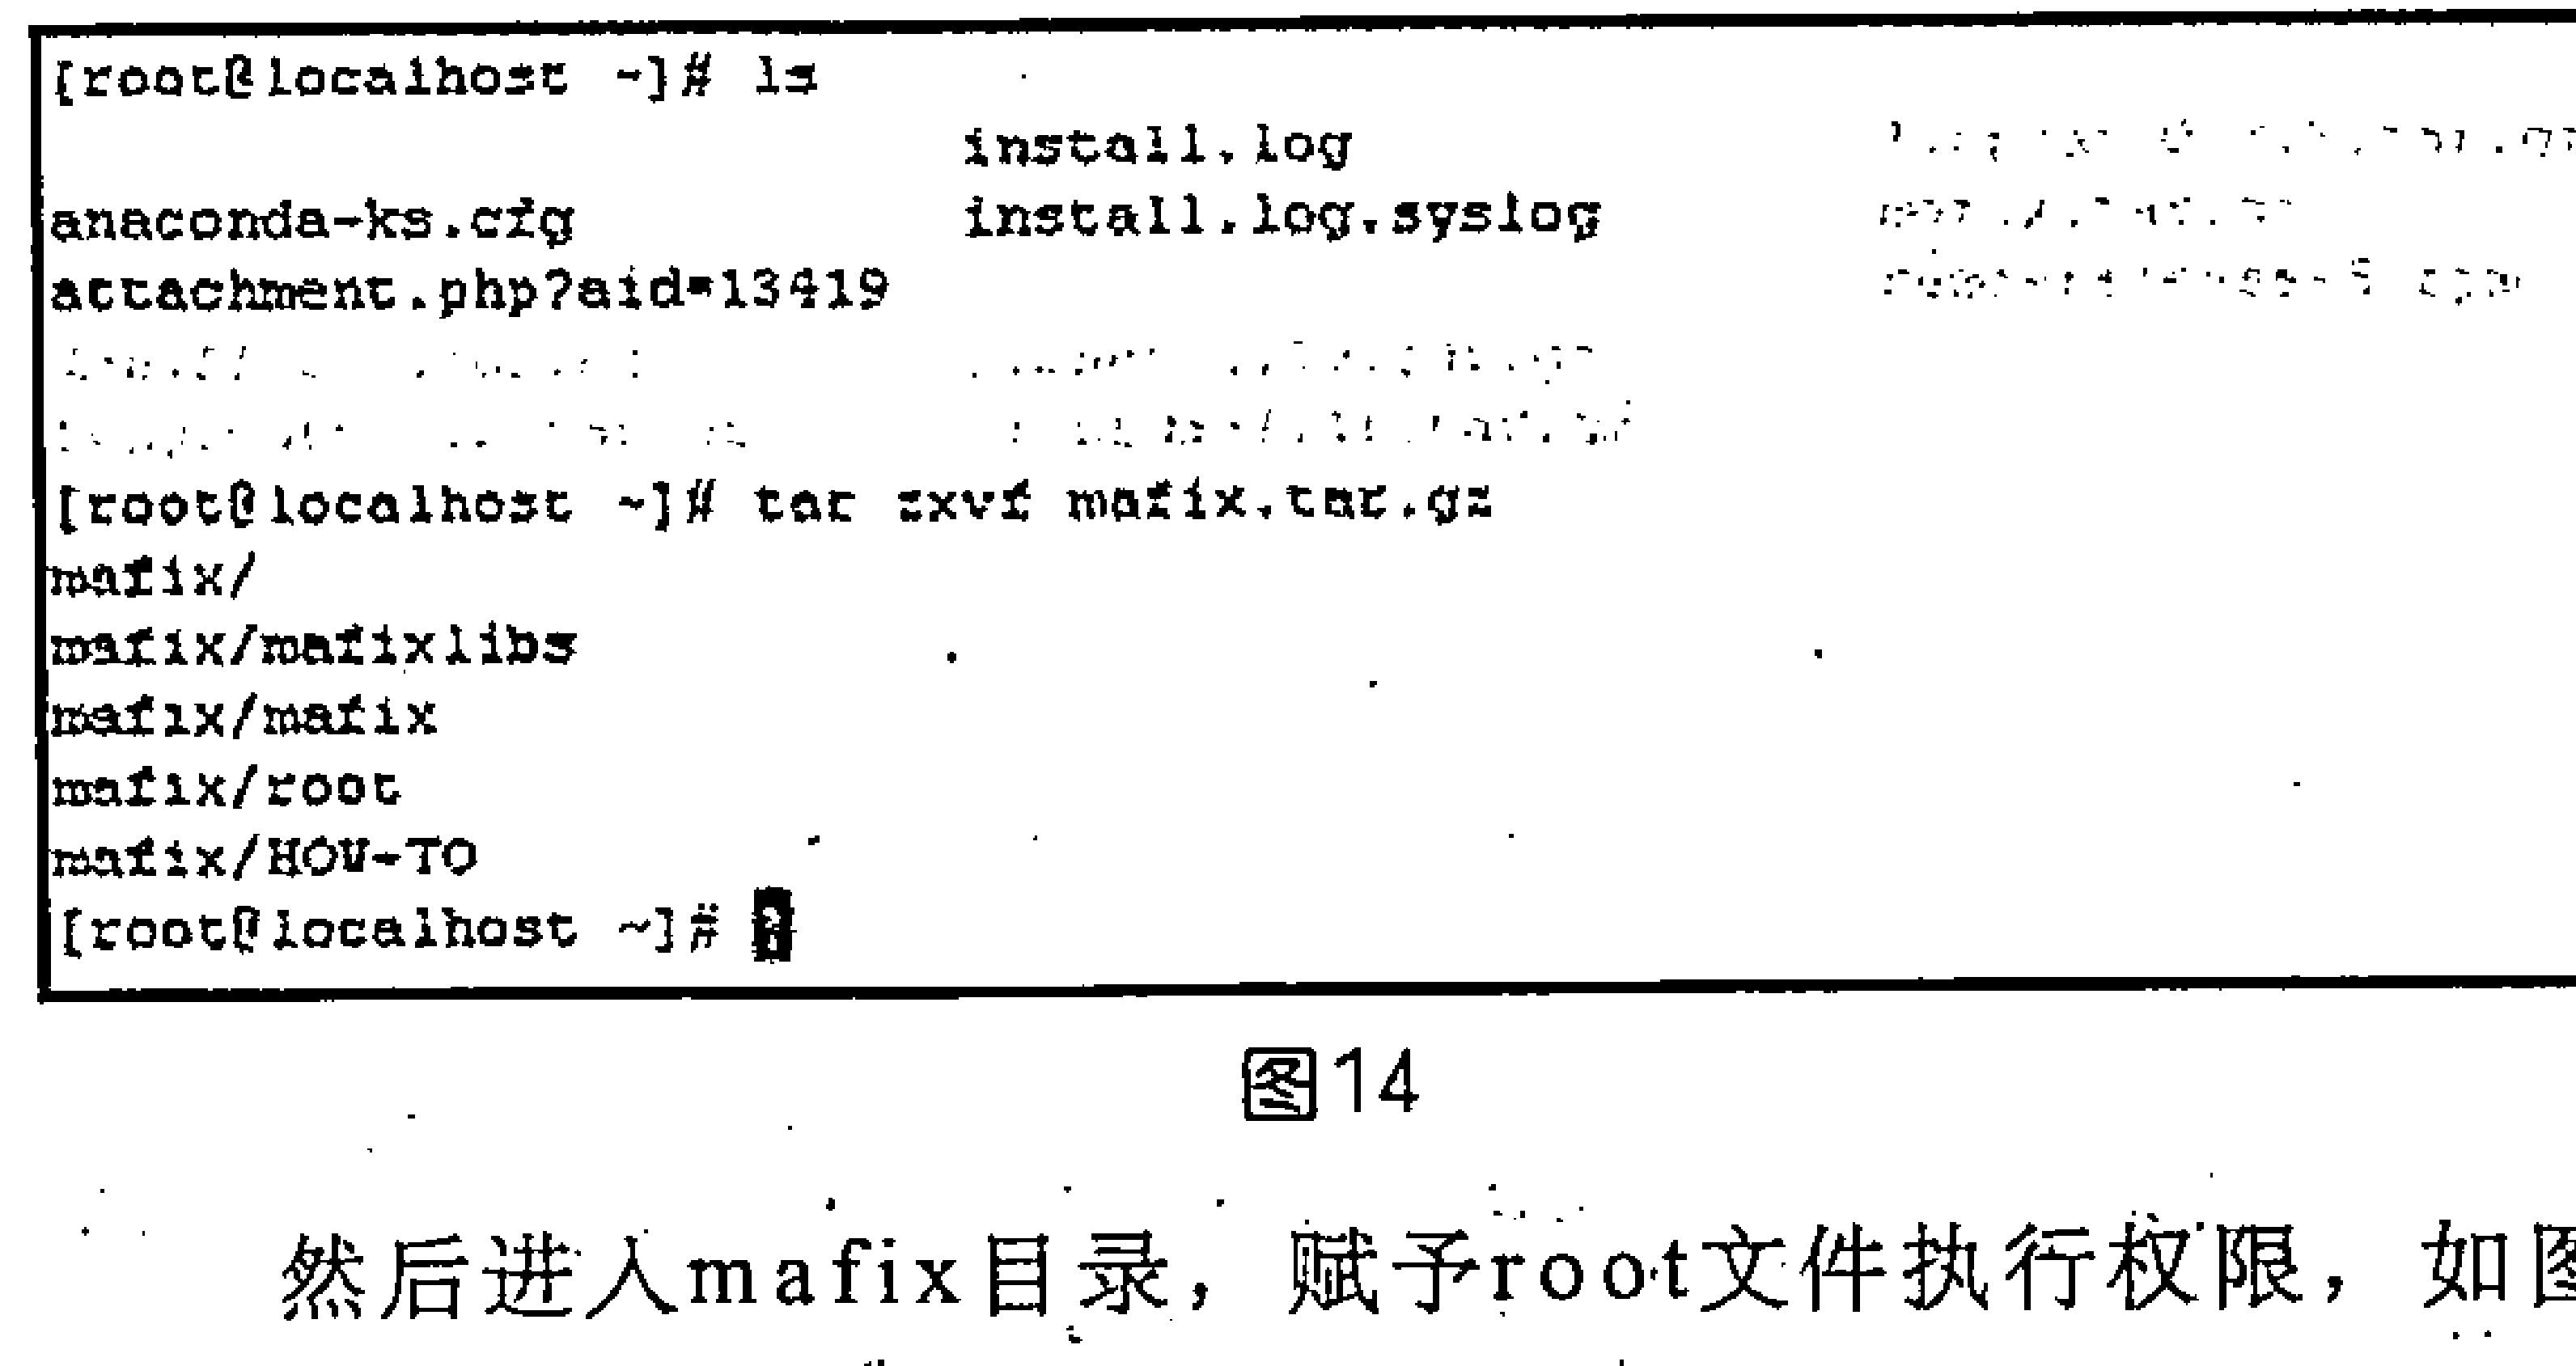 [root@localhost ~]# ls
install.log
anaconda-ks.cfg install.log.syslog
attachment.php?aid=13419
[root@localhost ~]# tar zxvf mafix.tar.gz
mafix/
mafix/mafixlibs
mafix/mafix
mafix/root
mafix/HOW-TO
[root@localhost ~]#
图14
然后进入mafix目录，赋予root文件执行权限，如图